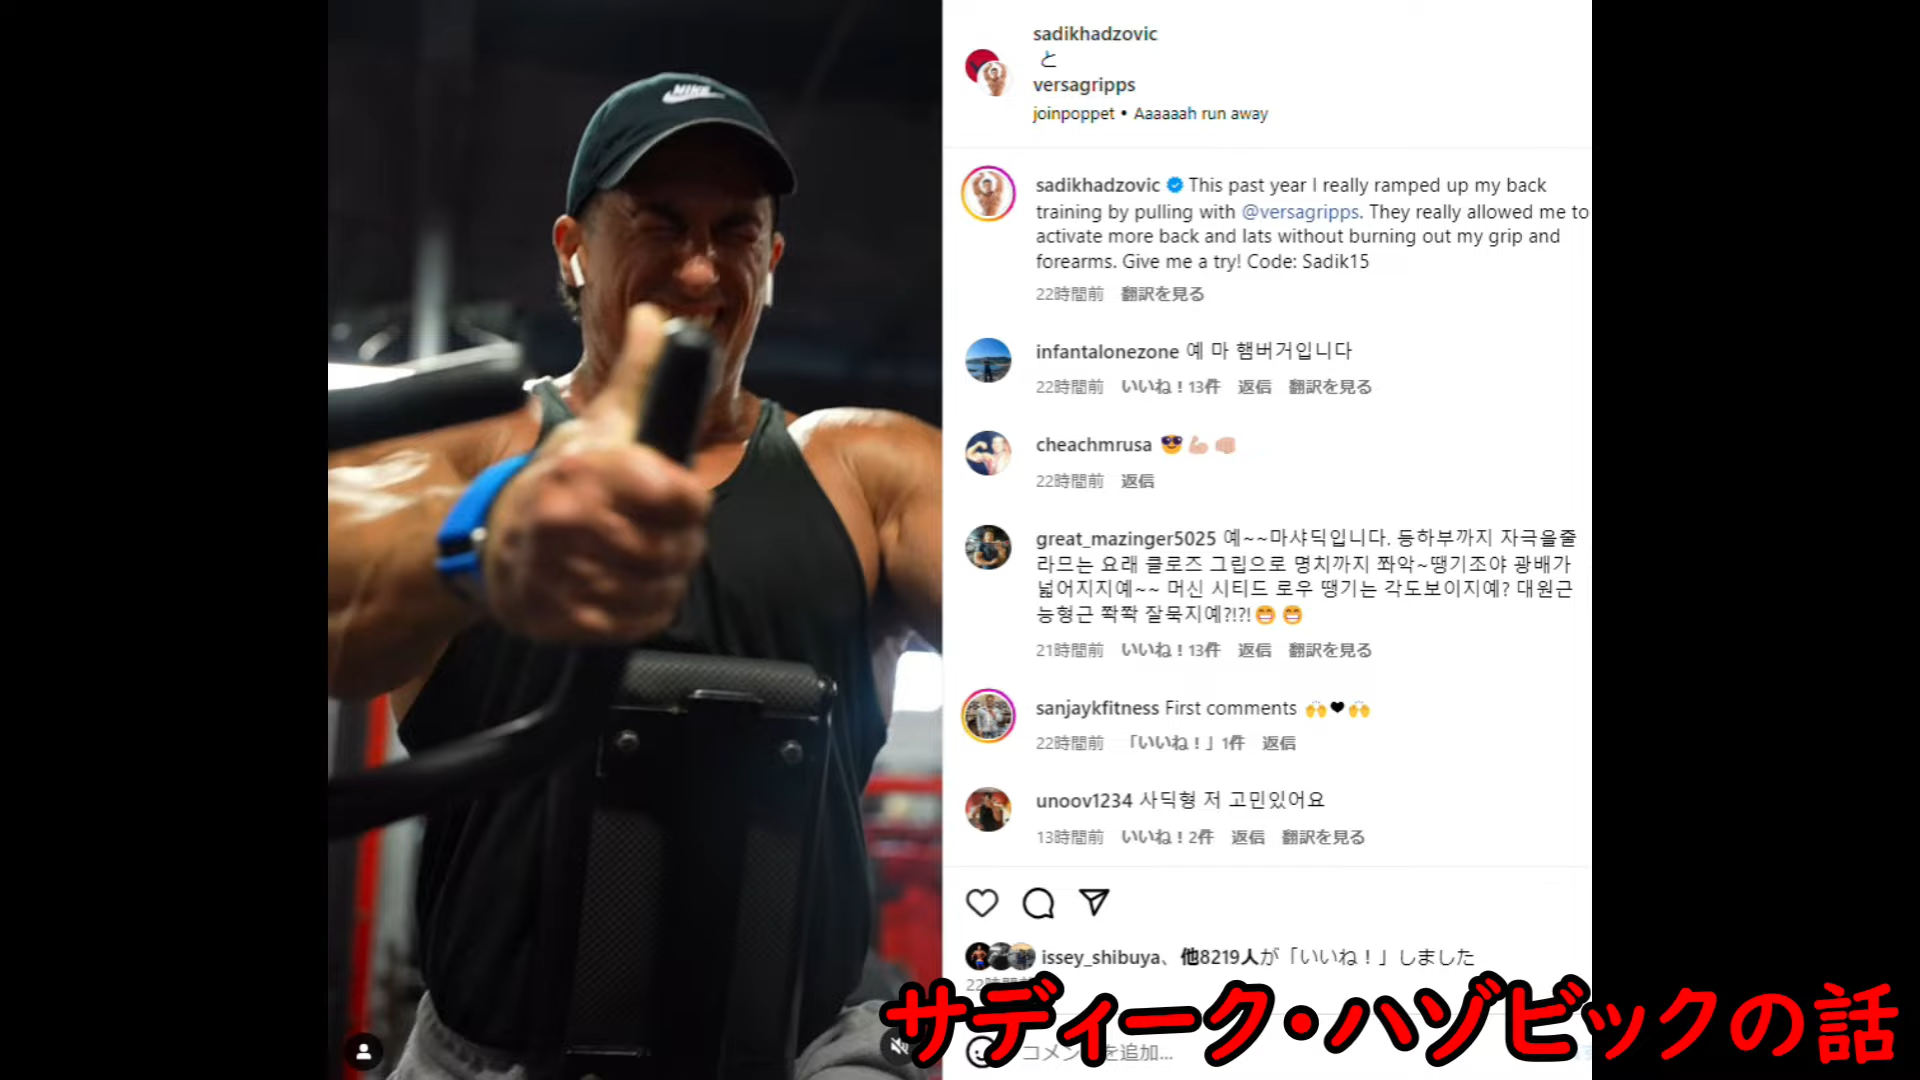 NIKE
sadikhadzovic
と
versagripps
joinpoppet • Aaaaaah run away
sadikhadzovic This past year I really ramped up my back
training by pulling with @versagripps. They really allowed me to
activate more back and lats without burning out my grip and
forearms. Give me a try! Code: Sadik15
22時間前 翻訳を見る
infantalonezone 예 마 햄버거입니다
22時間前 いいね！13件 返信 翻訳を見る
cheachmrusa 😎💪🏼👊🏼
22時間前 返信
great_mazinger5025 예~~마샤딕입니다. 등하부까지 자극을줄
라므는 요래 클로즈 그립으로 명치까지 쫘악~땡기조야 광배가
넓어지지예~~ 머신 시티드 로우 땡기는 각도보이지예? 대원근
능형근 쫙쫙 잘묵지예?!?!😁😁
21時間前 いいね！13件 返信 翻訳を見る
sanjaykfitness First comments 🙌🖤🙌
22時間前 「いいね！」1件 返信
unoov1234 사딕형 저 고민있어요
13時間前 いいね！2件 返信 翻訳を見る
issey_shibuya、他8219人が「いいね！」しました
サディーク・ハゾビックの話
コメントを追加...